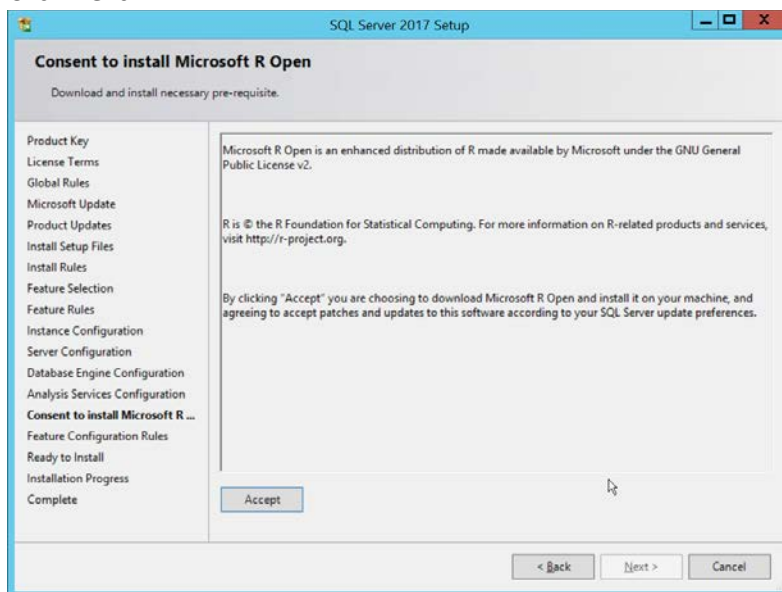 SQL Server 2017 Setup
Consent to install Microsoft R Open
Download and install necessary pre-requisite.
Product Key
License Terms
Global Rules
Microsoft Update
Product Updates
Install Setup Files
Install Rules
Feature Selection
Feature Rules
Instance Configuration
Server Configuration
Database Engine Configuration
Analysis Services Configuration
Consent to install Microsoft R ...
Feature Configuration Rules
Ready to Install
Installation Progress
Complete
Microsoft R Open is an enhanced distribution of R made available by Microsoft under the GNU General
Public License v2.
R is © the R Foundation for Statistical Computing. For more information on R-related products and services,
visit http://r-project.org.
By clicking "Accept" you are choosing to download Microsoft R Open and install it on your machine, and
agreeing to accept patches and updates to this software according to your SQL Server update preferences.
Accept
< Back
Next >
Cancel